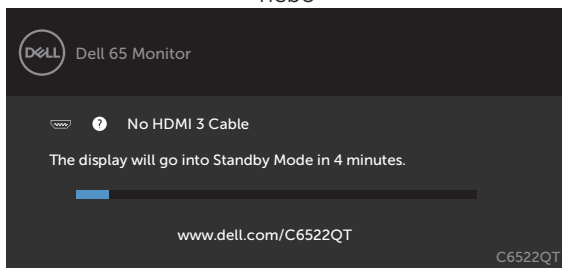 nebo
DELL
Dell 65 Monitor
? No HDMI 3 Cable
The display will go into Standby Mode in 4 minutes.
www.dell.com/C6522QT
C6522QT